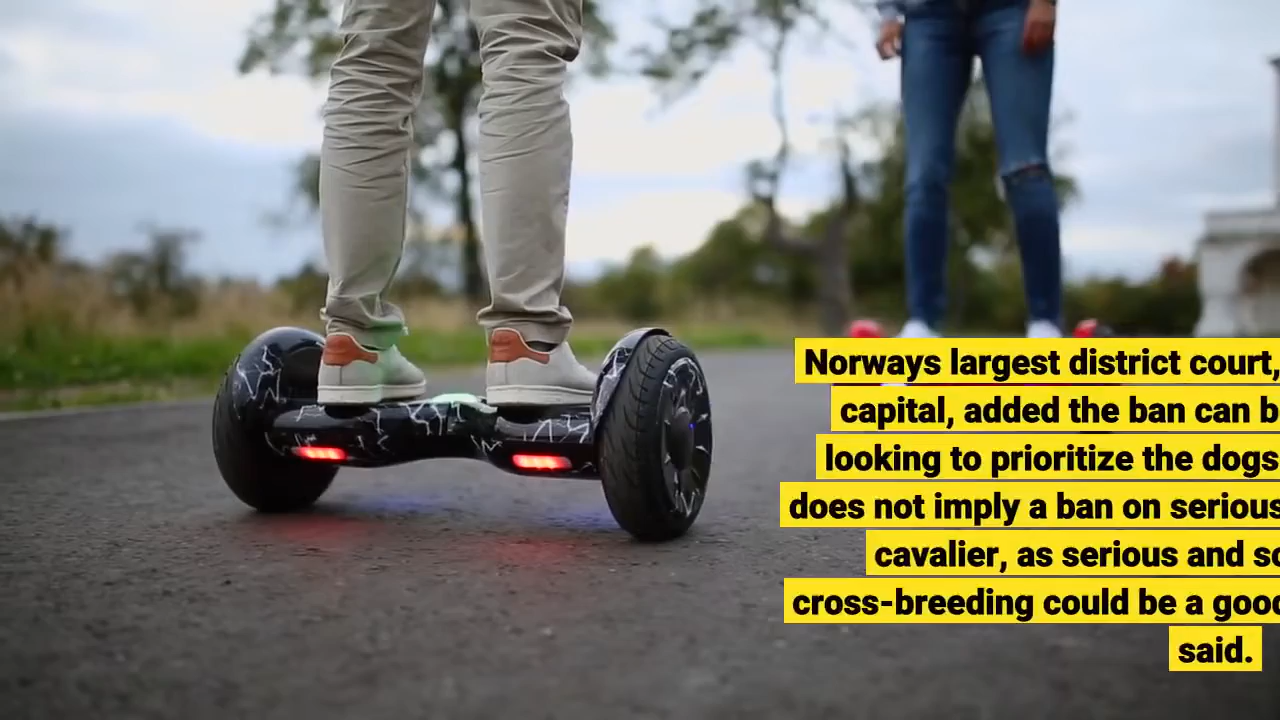 Norways largest district court,
capital, added the ban can
looking to prioritize the dogs
does not imply a ban on serious
cavalier, as serious and
cross-breeding could be a good
said.